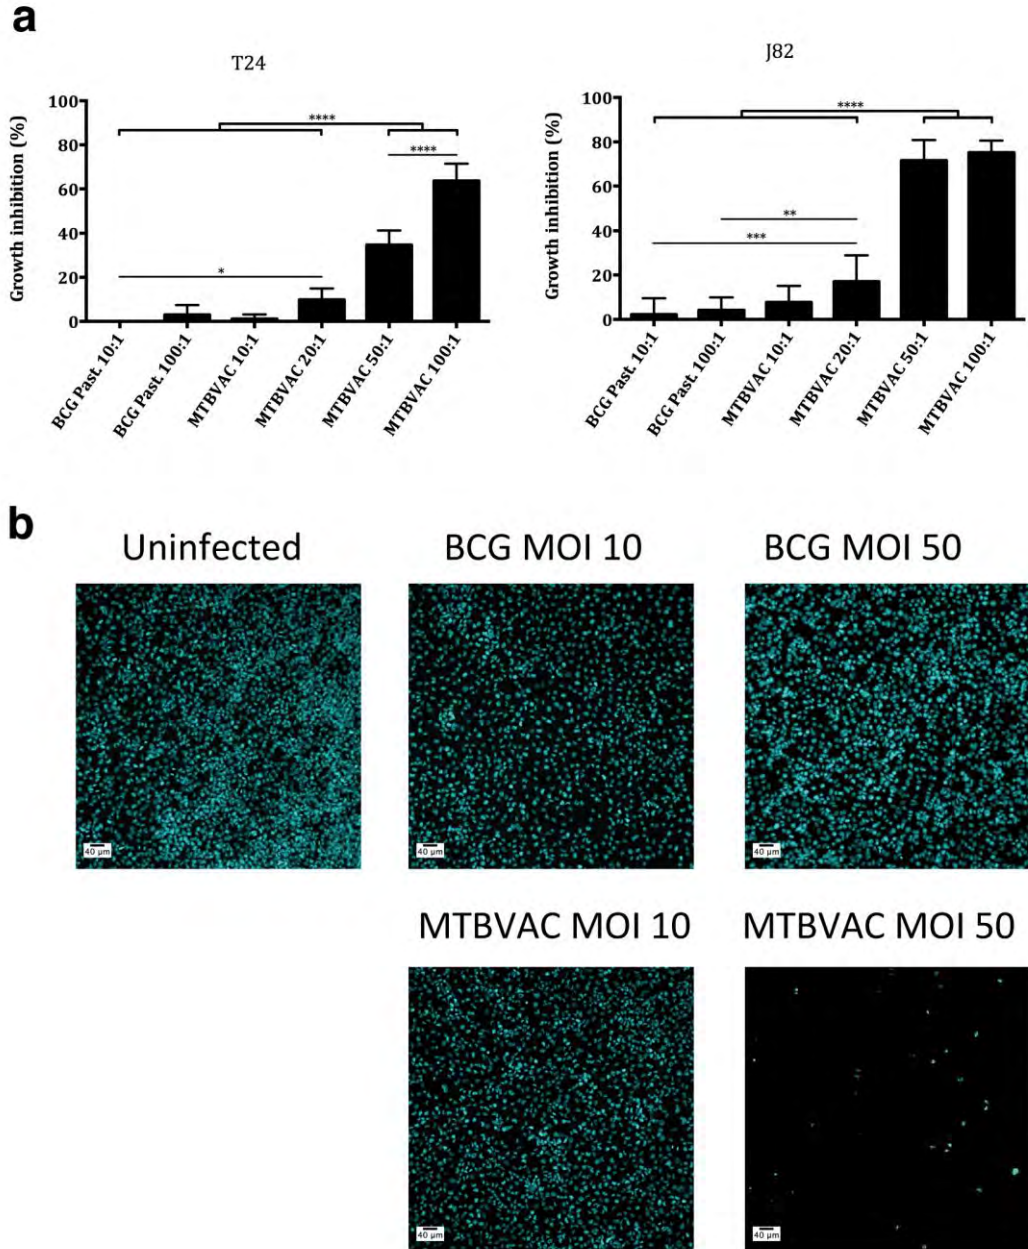 a
T24
Growth inhibition (%)
100
80
60
40
20
0
****
****
*
BCG Past. 10:1
BCG Past. 100:1
MTBVAC 10:1
MTBVAC 20:1
MTBVAC 50:1
MTBVAC 100:1
J82
Growth inhibition (%)
100
80
60
40
20
0
****
**
***
BCG Past. 10:1
BCG Past. 100:1
MTBVAC 10:1
MTBVAC 20:1
MTBVAC 50:1
MTBVAC 100:1
b
Uninfected
BCG MOI 10
BCG MOI 50
40 µm
40 µm
40 µm
MTBVAC MOI 10
MTBVAC MOI 50
40 µm
40 µm